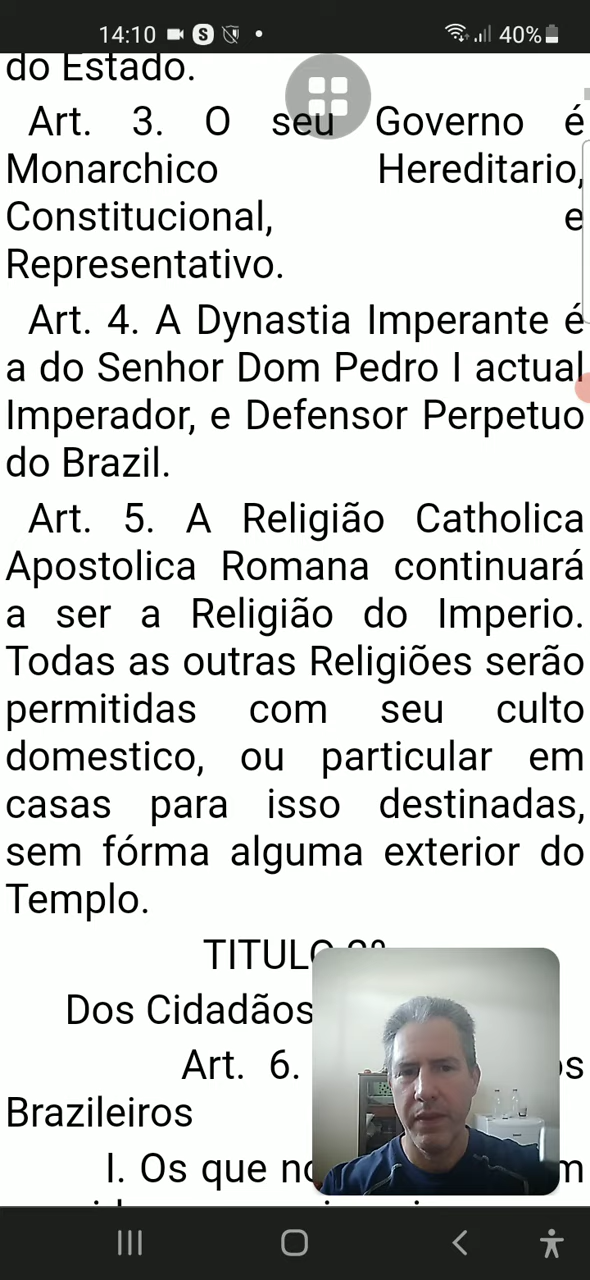 14:10 S 40%
do Estado.
Art. 3. O seu Governo é
Monarchico Hereditario,
Constitucional, e
Representativo.
Art. 4. A Dynastia Imperante é
a do Senhor Dom Pedro I actual
Imperador, e Defensor Perpetuo
do Brazil.
Art. 5. A Religião Catholica
Apostolica Romana continuará
a ser a Religião do Imperio.
Todas as outras Religiões serão
permitidas com seu culto
domestico, ou particular em
casas para isso destinadas,
sem fórma alguma exterior do
Templo.
TITULO 2º
Dos Cidadãos
Art. 6.
Brazileiros
I. Os que